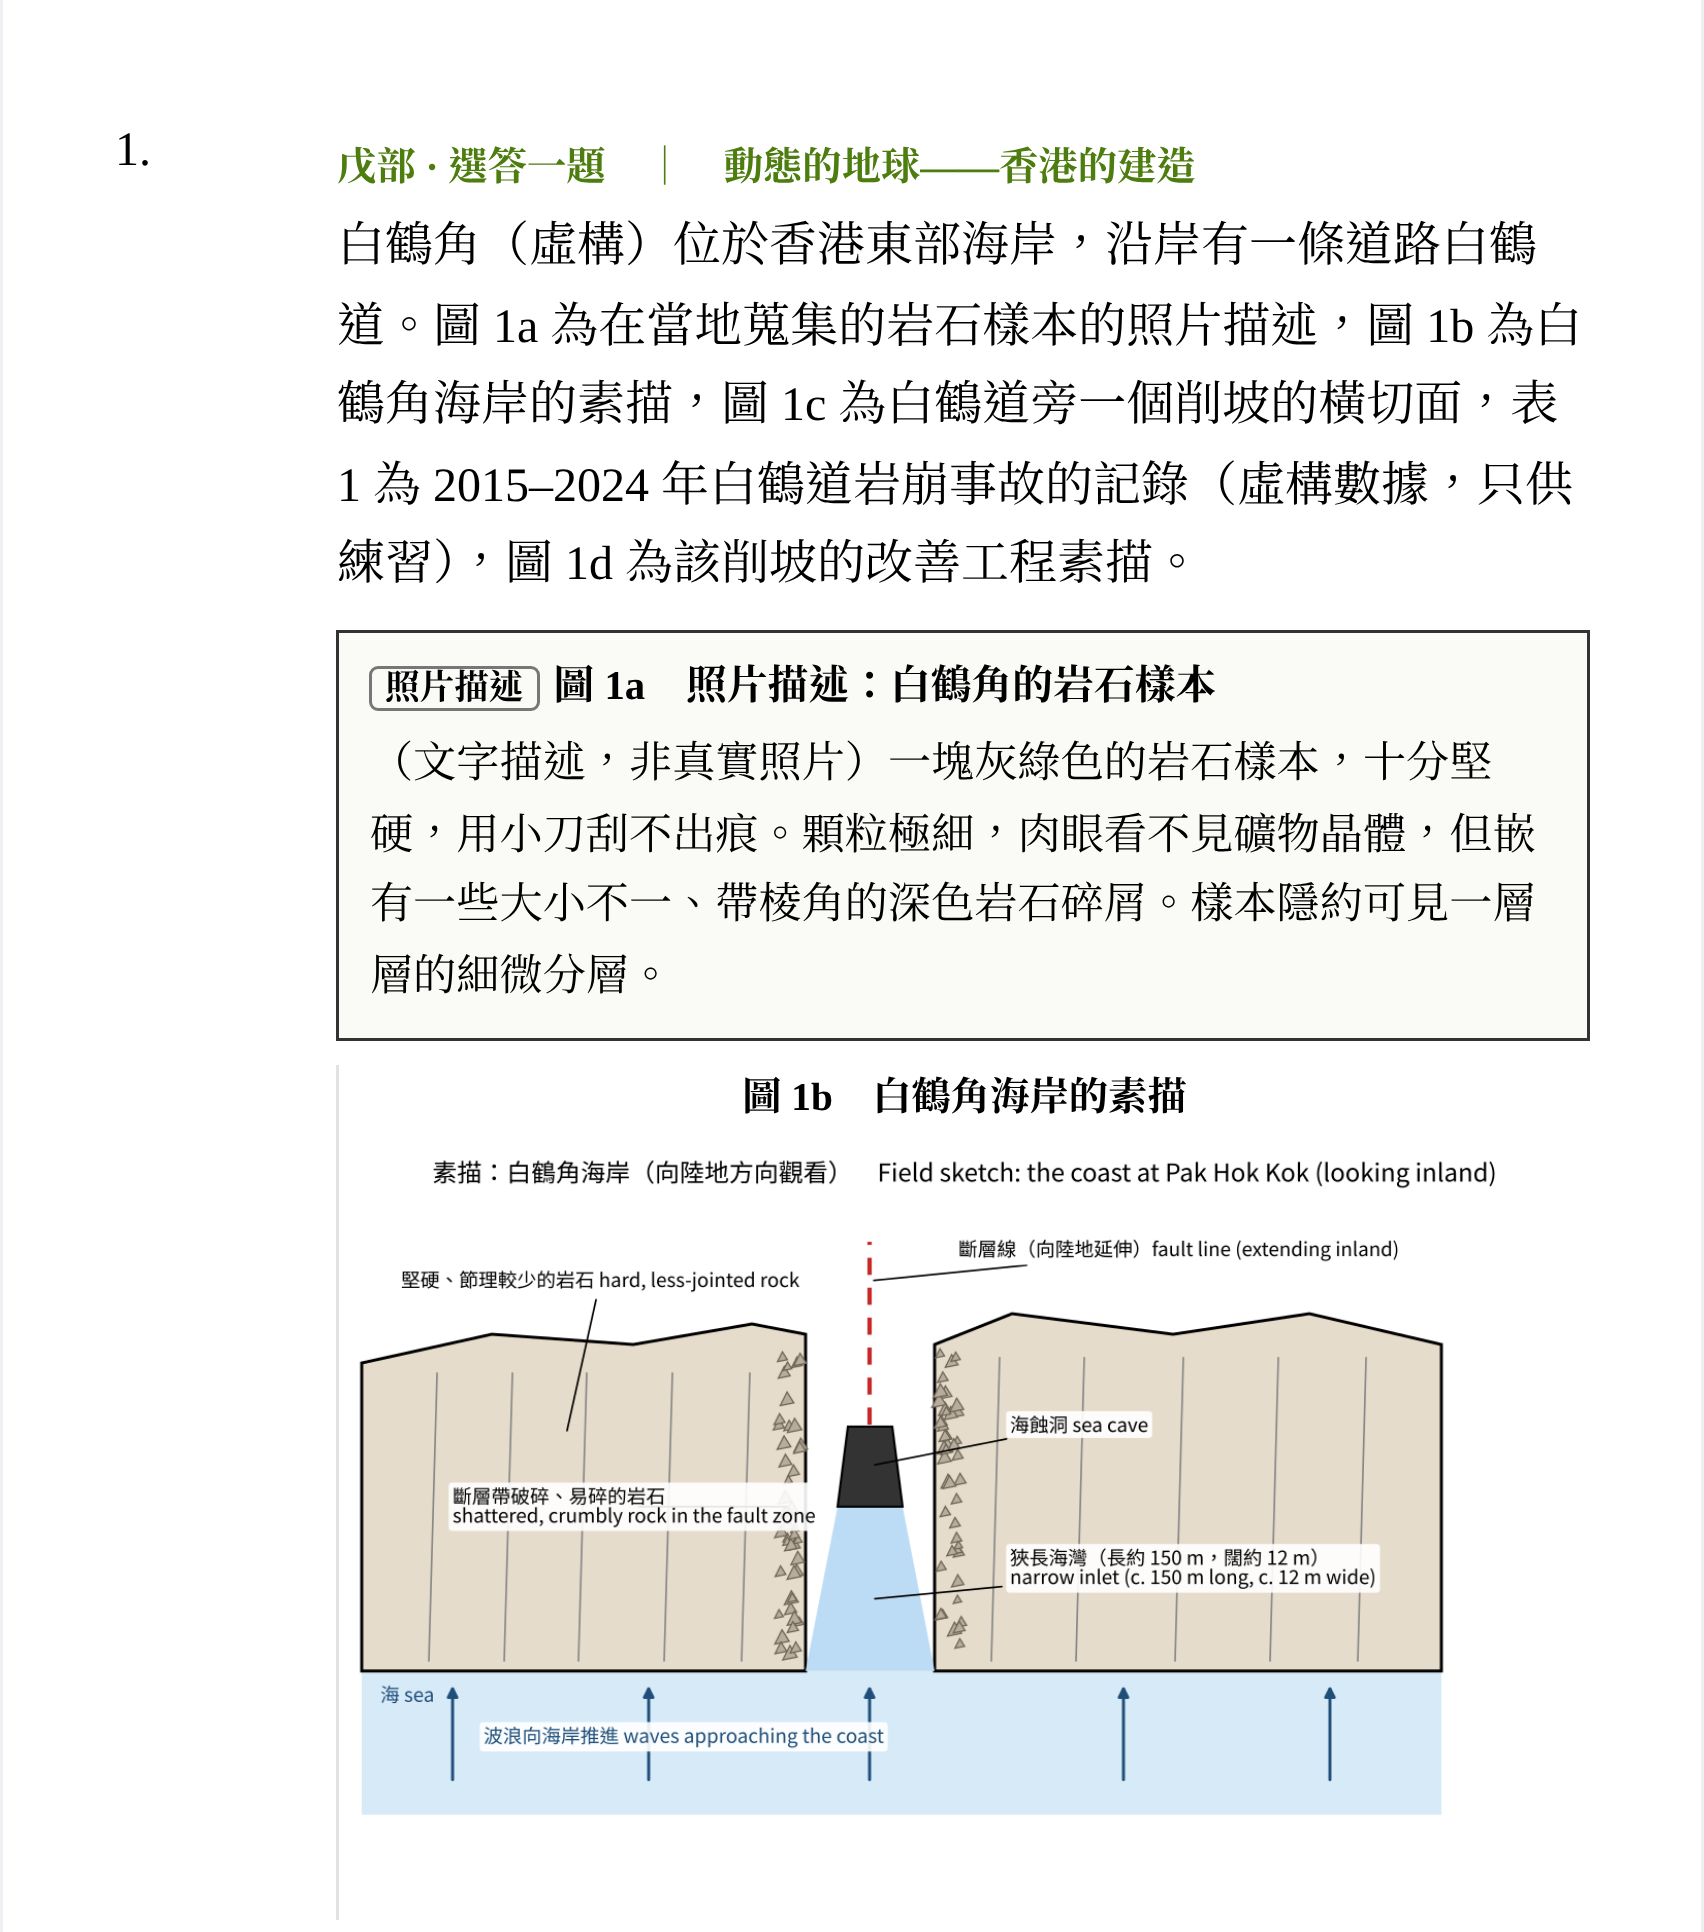 1.
戊部 · 選答一題 ｜ 動態的地球——香港的建造
白鶴角（虛構）位於香港東部海岸，沿岸有一條道路白鶴
道。圖 1a 為在當地蒐集的岩石樣本的照片描述，圖 1b 為白
鶴角海岸的素描，圖 1c 為白鶴道旁一個削坡的橫切面，表
1 為 2015–2024 年白鶴道岩崩事故的記錄（虛構數據，只供
練習），圖 1d 為該削坡的改善工程素描。
照片描述 圖 1a 照片描述：白鶴角的岩石樣本
（文字描述，非真實照片）一塊灰綠色的岩石樣本，十分堅
硬，用小刀刮不出痕。顆粒極細，肉眼看不見礦物晶體，但嵌
有一些大小不一、帶棱角的深色岩石碎屑。樣本隱約可見一層
層的細微分層。
圖 1b 白鶴角海岸的素描
素描：白鶴角海岸（向陸地方向觀看） Field sketch: the coast at Pak Hok Kok (looking inland)
斷層線（向陸地延伸）fault line (extending inland)
堅硬、節理較少的岩石 hard, less-jointed rock
海蝕洞 sea cave
斷層帶破碎、易碎的岩石
shattered, crumbly rock in the fault zone
狹長海灣（長約 150 m，闊約 12 m）
narrow inlet (c. 150 m long, c. 12 m wide)
海 sea
波浪向海岸推進 waves approaching the coast